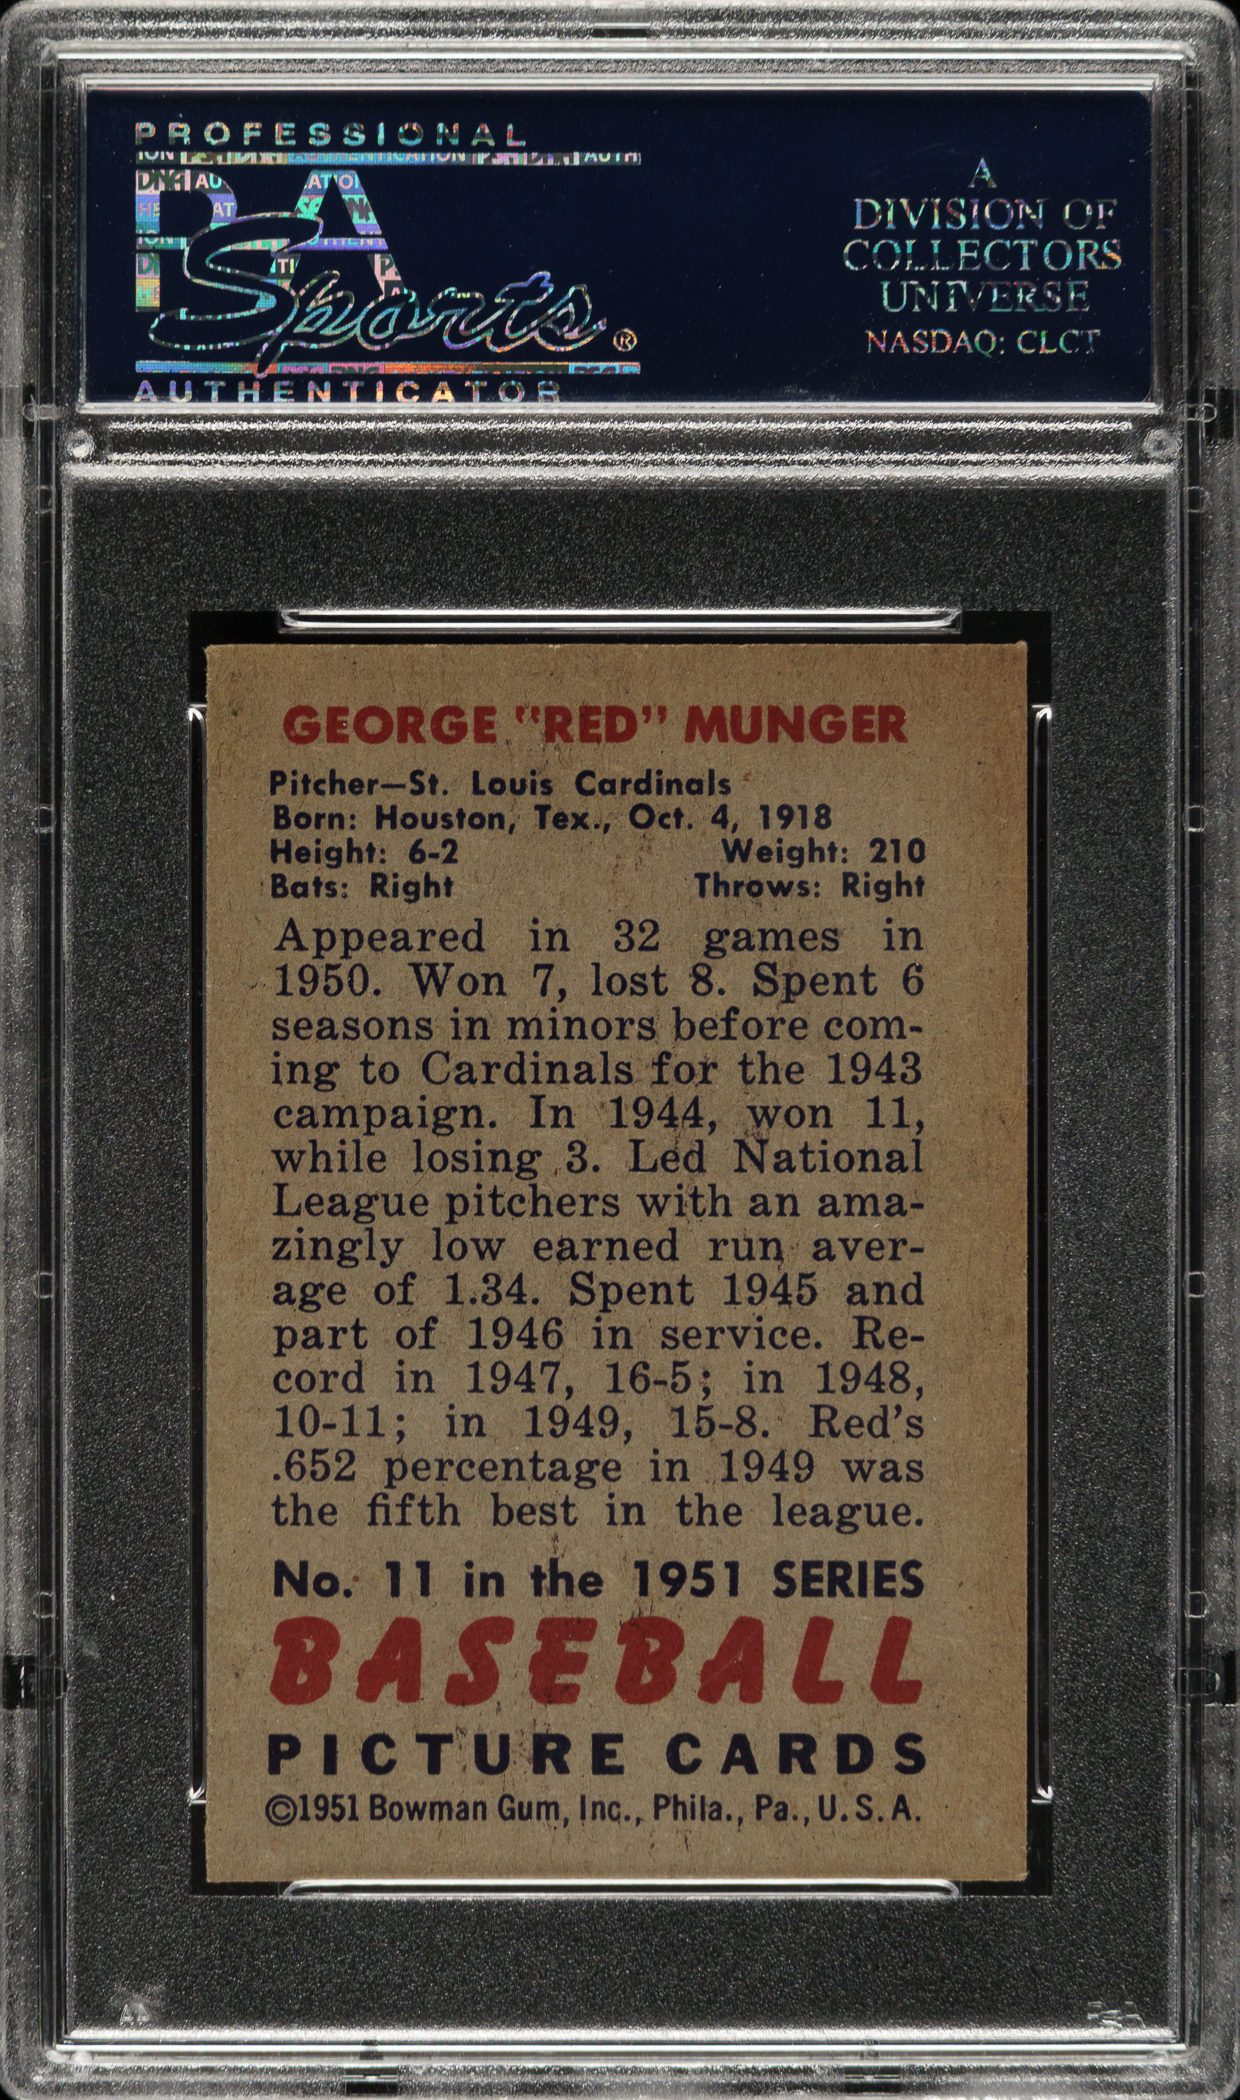 PROFESSIONAL
PSA
Sports®
AUTHENTICATOR
A
DIVISION OF
COLLECTORS
UNIVERSE
NASDAQ: CLCT
GEORGE "RED" MUNGER
Pitcher—St. Louis Cardinals
Born: Houston, Tex., Oct. 4, 1918
Height: 6-2 Weight: 210
Bats: Right Throws: Right
Appeared in 32 games in
1950. Won 7, lost 8. Spent 6
seasons in minors before com-
ing to Cardinals for the 1943
campaign. In 1944, won 11,
while losing 3. Led National
League pitchers with an ama-
zingly low earned run aver-
age of 1.34. Spent 1945 and
part of 1946 in service. Re-
cord in 1947, 16-5; in 1948,
10-11; in 1949, 15-8. Red's
.652 percentage in 1949 was
the fifth best in the league.
No. 11 in the 1951 SERIES
BASEBALL
PICTURE CARDS
©1951 Bowman Gum, Inc., Phila., Pa., U.S.A.
PSA